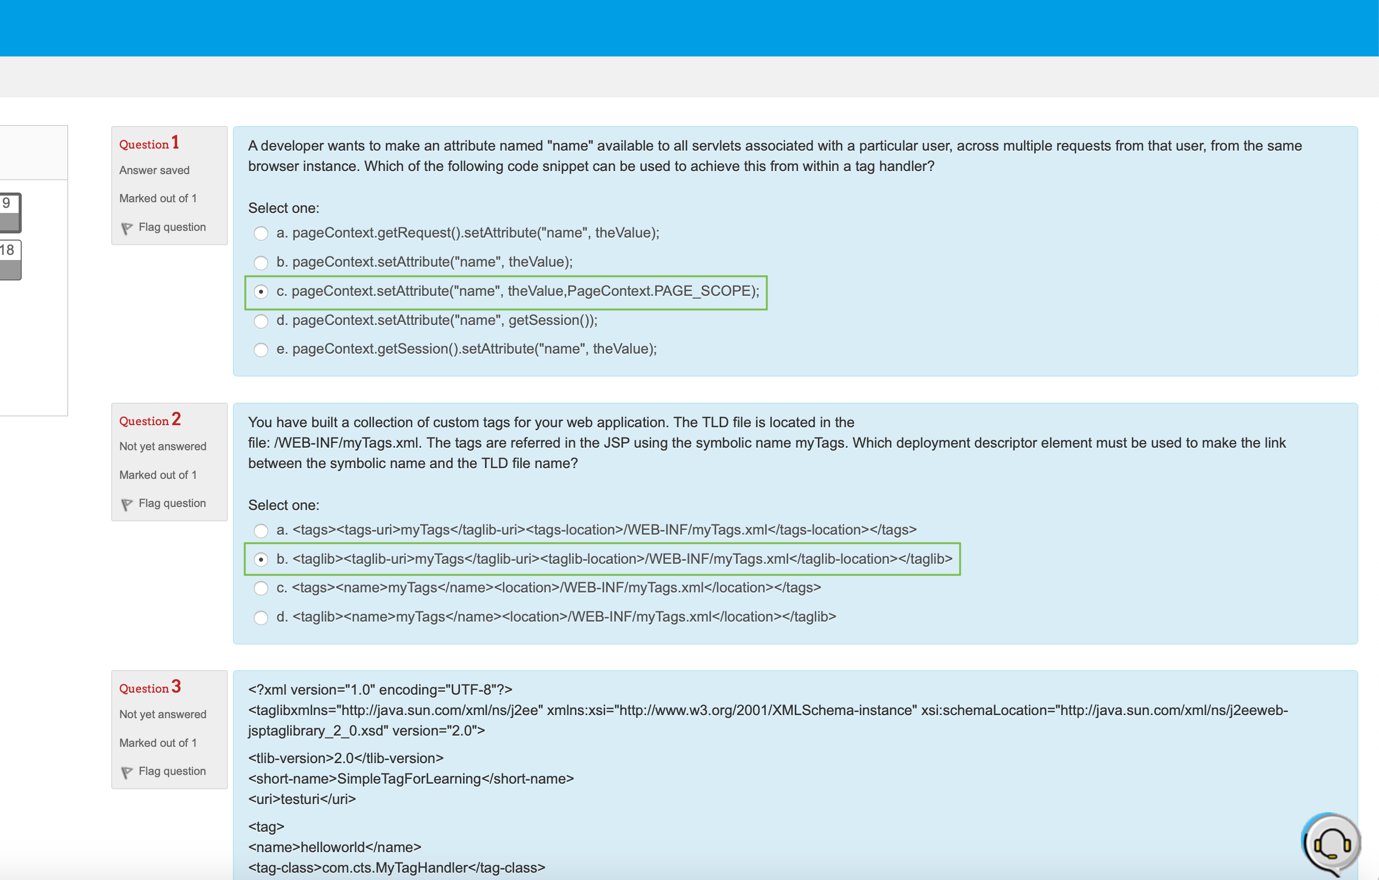 9
18
Question 1
Answer saved
Marked out of 1
Flag question
A developer wants to make an attribute named "name" available to all servlets associated with a particular user, across multiple requests from that user, from the same
browser instance. Which of the following code snippet can be used to achieve this from within a tag handler?
Select one:
a. pageContext.getRequest().setAttribute("name", theValue);
b. pageContext.setAttribute("name", theValue);
c. pageContext.setAttribute("name", theValue,PageContext.PAGE_SCOPE);
d. pageContext.setAttribute("name", getSession());
e. pageContext.getSession().setAttribute("name", theValue);
Question 2
Not yet answered
Marked out of 1
Flag question
You have built a collection of custom tags for your web application. The TLD file is located in the
file: /WEB-INF/myTags.xml. The tags are referred in the JSP using the symbolic name myTags. Which deployment descriptor element must be used to make the link
between the symbolic name and the TLD file name?
Select one:
a. <tags><tags-uri>myTags</taglib-uri><tags-location>/WEB-INF/myTags.xml</tags-location></tags>
b. <taglib><taglib-uri>myTags</taglib-uri><taglib-location>/WEB-INF/myTags.xml</taglib-location></taglib>
c. <tags><name>myTags</name><location>/WEB-INF/myTags.xml</location></tags>
d. <taglib><name>myTags</name><location>/WEB-INF/myTags.xml</location></taglib>
Question 3
Not yet answered
Marked out of 1
Flag question
<?xml version="1.0" encoding="UTF-8"?>
<taglibxmlns="http://java.sun.com/xml/ns/j2ee" xmlns:xsi="http://www.w3.org/2001/XMLSchema-instance" xsi:schemaLocation="http://java.sun.com/xml/ns/j2eeweb-
jsptaglibrary_2_0.xsd" version="2.0">
<tlib-version>2.0</tlib-version>
<short-name>SimpleTagForLearning</short-name>
<uri>testuri</uri>
<tag>
<name>helloworld</name>
<tag-class>com.cts.MyTagHandler</tag-class>